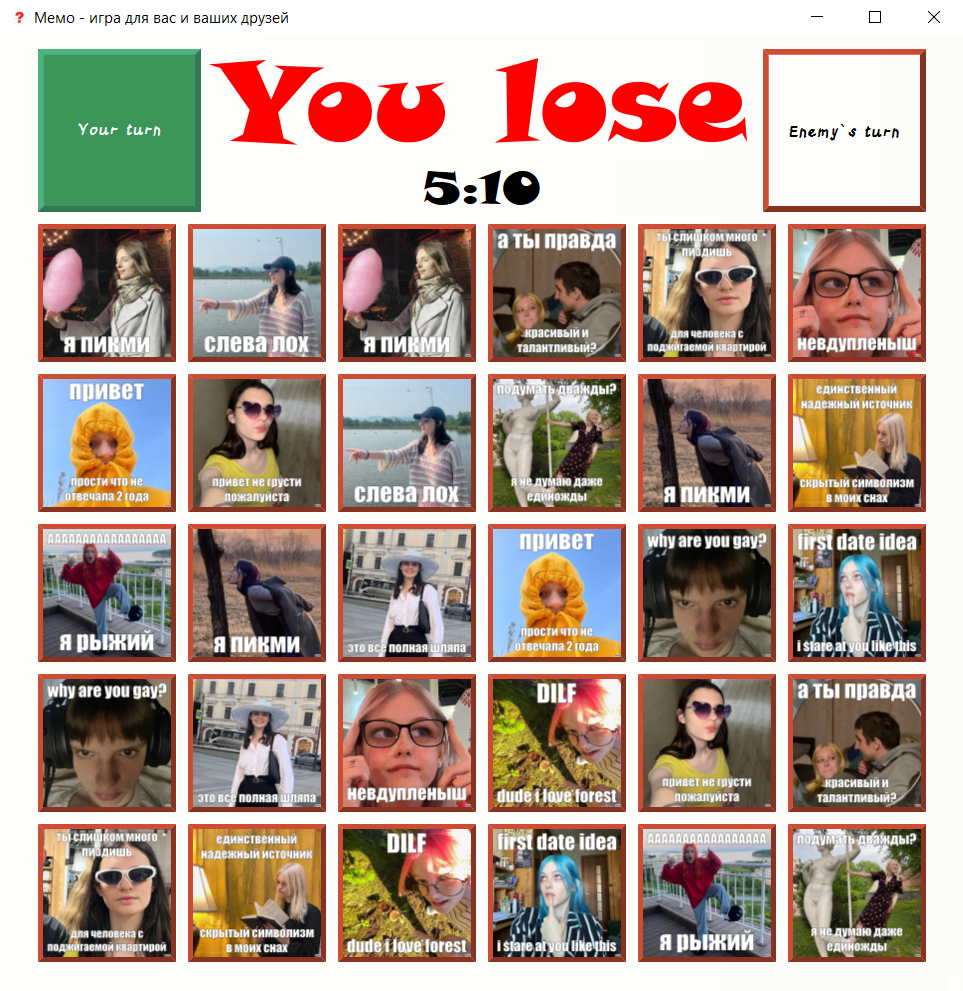 ? Мемо - игра для вас и ваших друзей
Your turn
You lose
5:10
Enemy`s turn
я пикми
слева лох
я пикми
а ты правда
красивый и
талантливый?
ты слишком много
пиздишь
для человека с
поджигаемой квартирой
невдупленыш
привет
прости что не
отвечала 2 года
привет не грусти
пожалуйста
слева лох
подумать дважды?
я не думаю даже
единожды
я пикми
единственный
надежный источник
скрытый символизм
в моих снах
ААААААААААААААААА
я рыжий
я пикми
это все полная шляпа
привет
прости что не
отвечала 2 года
why are you gay?
first date idea
i stare at you like this
why are you gay?
это все полная шляпа
невдупленыш
DILF
dude i love forest
привет не грусти
пожалуйста
а ты правда
красивый и
талантливый?
ты слишком много
пиздишь
для человека с
поджигаемой квартирой
единственный
надежный источник
скрытый символизм
в моих снах
DILF
dude i love forest
first date idea
i stare at you like this
ААААААААААААААААА
я рыжий
подумать дважды?
я не думаю даже
единожды